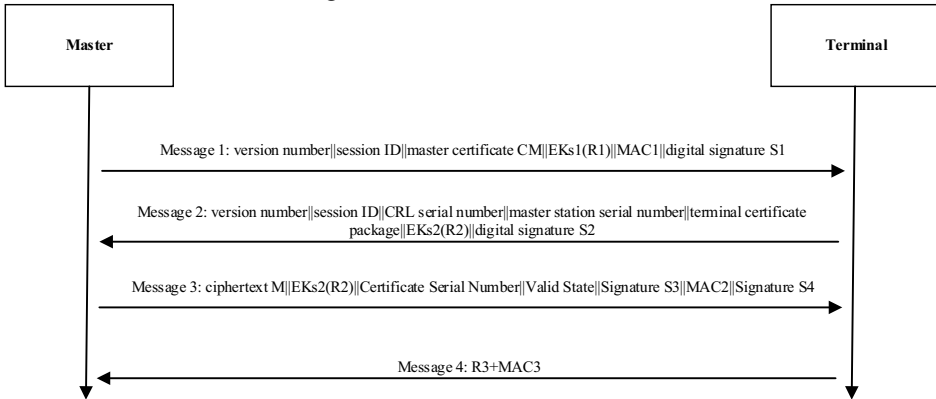 Master
Terminal
Message 1: version number||session ID||master certificate CM||EKs1(R1)||MAC1||digital signature S1
Message 2: version number||session ID||CRL serial number||master station serial number||terminal certificate
package||EKs2(R2)||digital signature S2
Message 3: ciphertext M||EKs2(R2)||Certificate Serial Number||Valid State||Signature S3||MAC2||Signature S4
Message 4: R3+MAC3